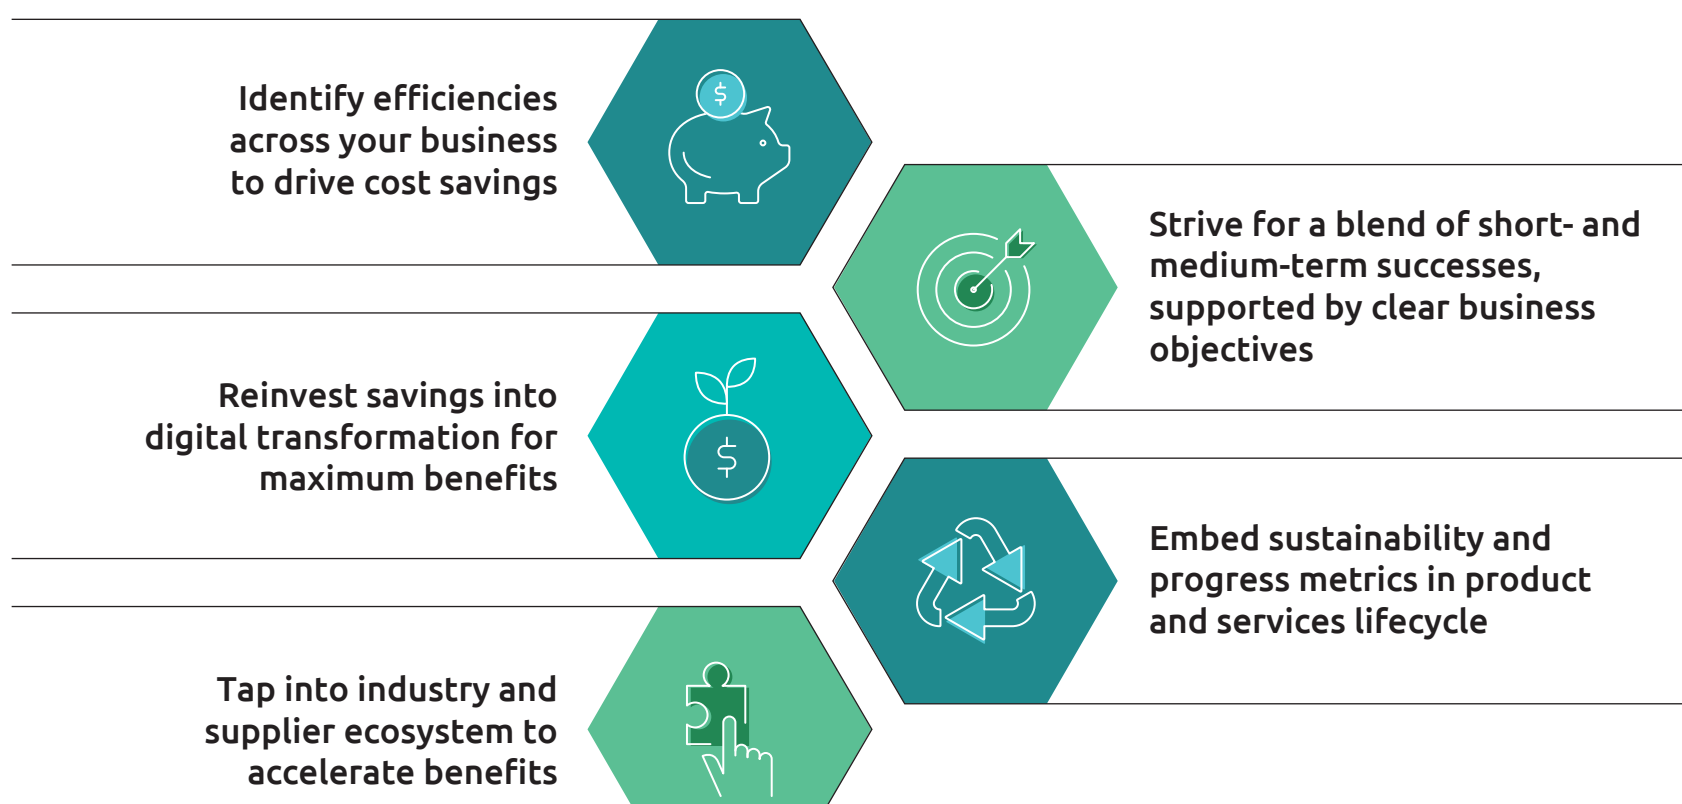 Identify efficiencies
across your business
to drive cost savings
$
Strive for a blend of short- and
medium-term successes,
supported by clear business
objectives
Reinvest savings into
digital transformation for
maximum benefits
$
Embed sustainability and
progress metrics in product
and services lifecycle
Tap into industry and
supplier ecosystem to
accelerate benefits